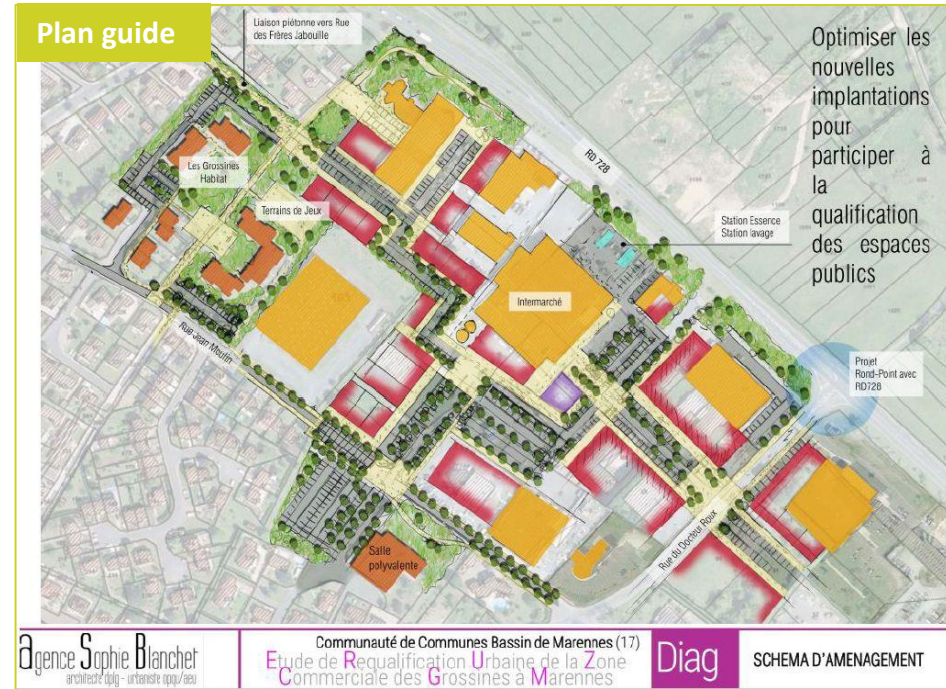 Plan guide
Liaison piétonne vers Rue
des Frères Jabouille
Optimiser les
nouvelles
implantations
pour
participer à
la
qualification
des espaces
publics
RD 728
Les Grossines
Habitat
Terrains de Jeux
Station Essence
Station lavage
Intermarché
Rue Jean Moulin
Projet
Rond-Point avec
RD728
Rue du Docteur Roux
Salle
polyvalente
agence Sophie Blanchet
architecte dplg - urbaniste opqu/aeu
Communauté de Communes Bassin de Marennes (17)
Etude de Requalification Urbaine de la Zone
Commerciale des Grossines à Marennes
Diag
SCHEMA D'AMENAGEMENT